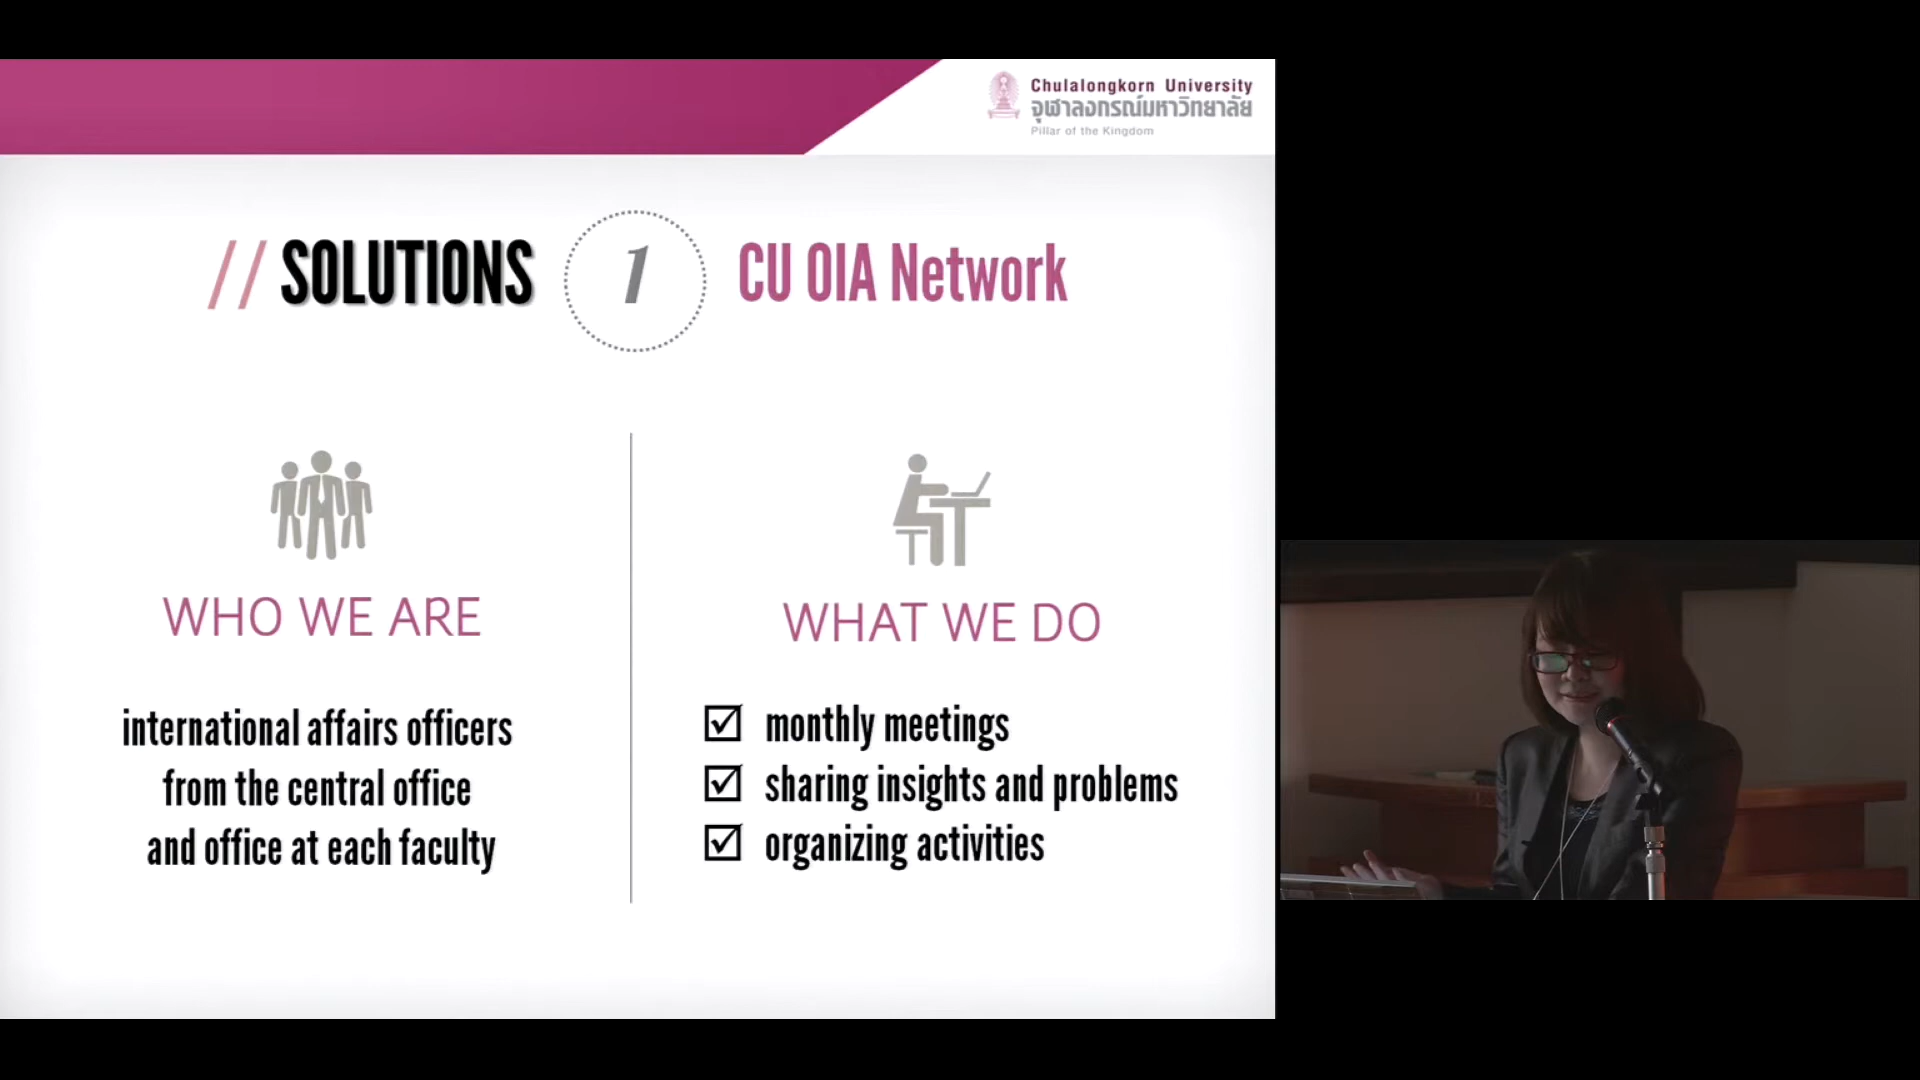 Chulalongkorn University
จุฬาลงกรณ์มหาวิทยาลัย
Pillar of the Kingdom
// SOLUTIONS
1
CU OIA Network
WHO WE ARE
international affairs officers
from the central office
and office at each faculty
WHAT WE DO
monthly meetings
sharing insights and problems
organizing activities